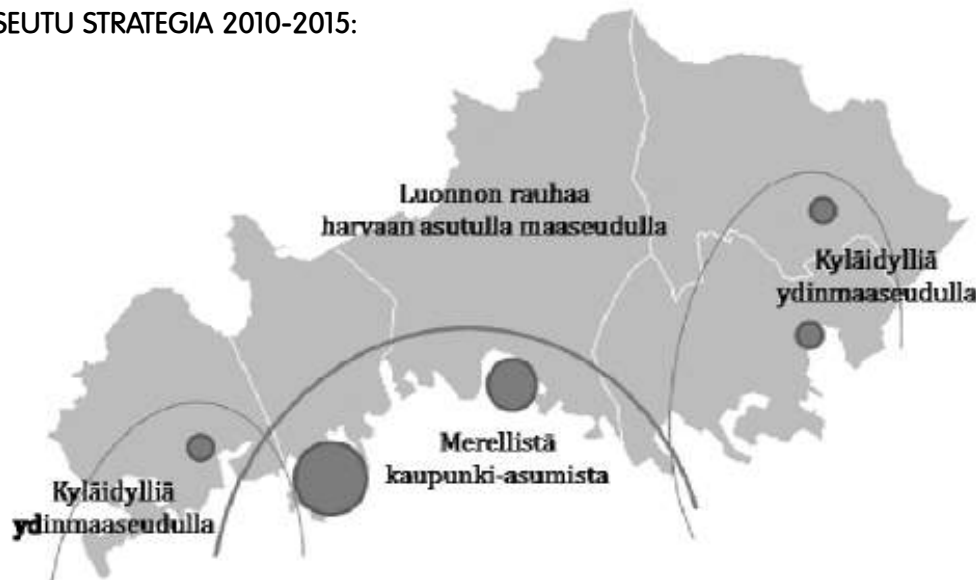 SEUTU STRATEGIA 2010-2015:
Luonnon rauhaa
harvaan asutulla maaseudulla
Kyläidylliä
ydinmaaseudulla
Merellistä
kaupunki-asumista
Kyläidylliä
ydinmaaseudulla